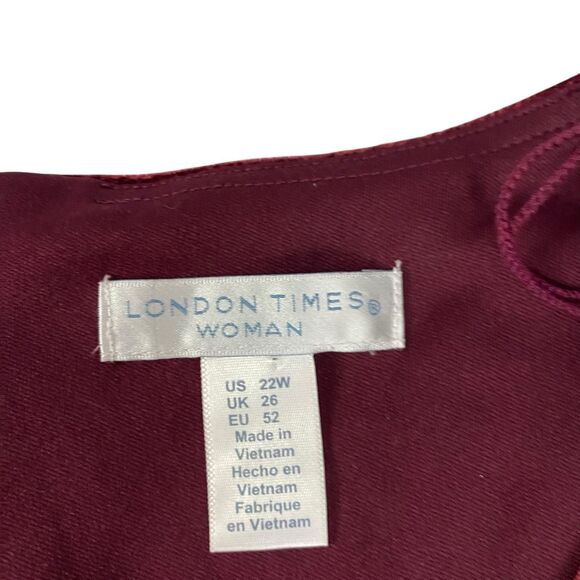 LONDON TIMES®
WOMAN
US 22W
UK 26
EU 52
Made in
Vietnam
Hecho en
Vietnam
Fabrique
en Vietnam